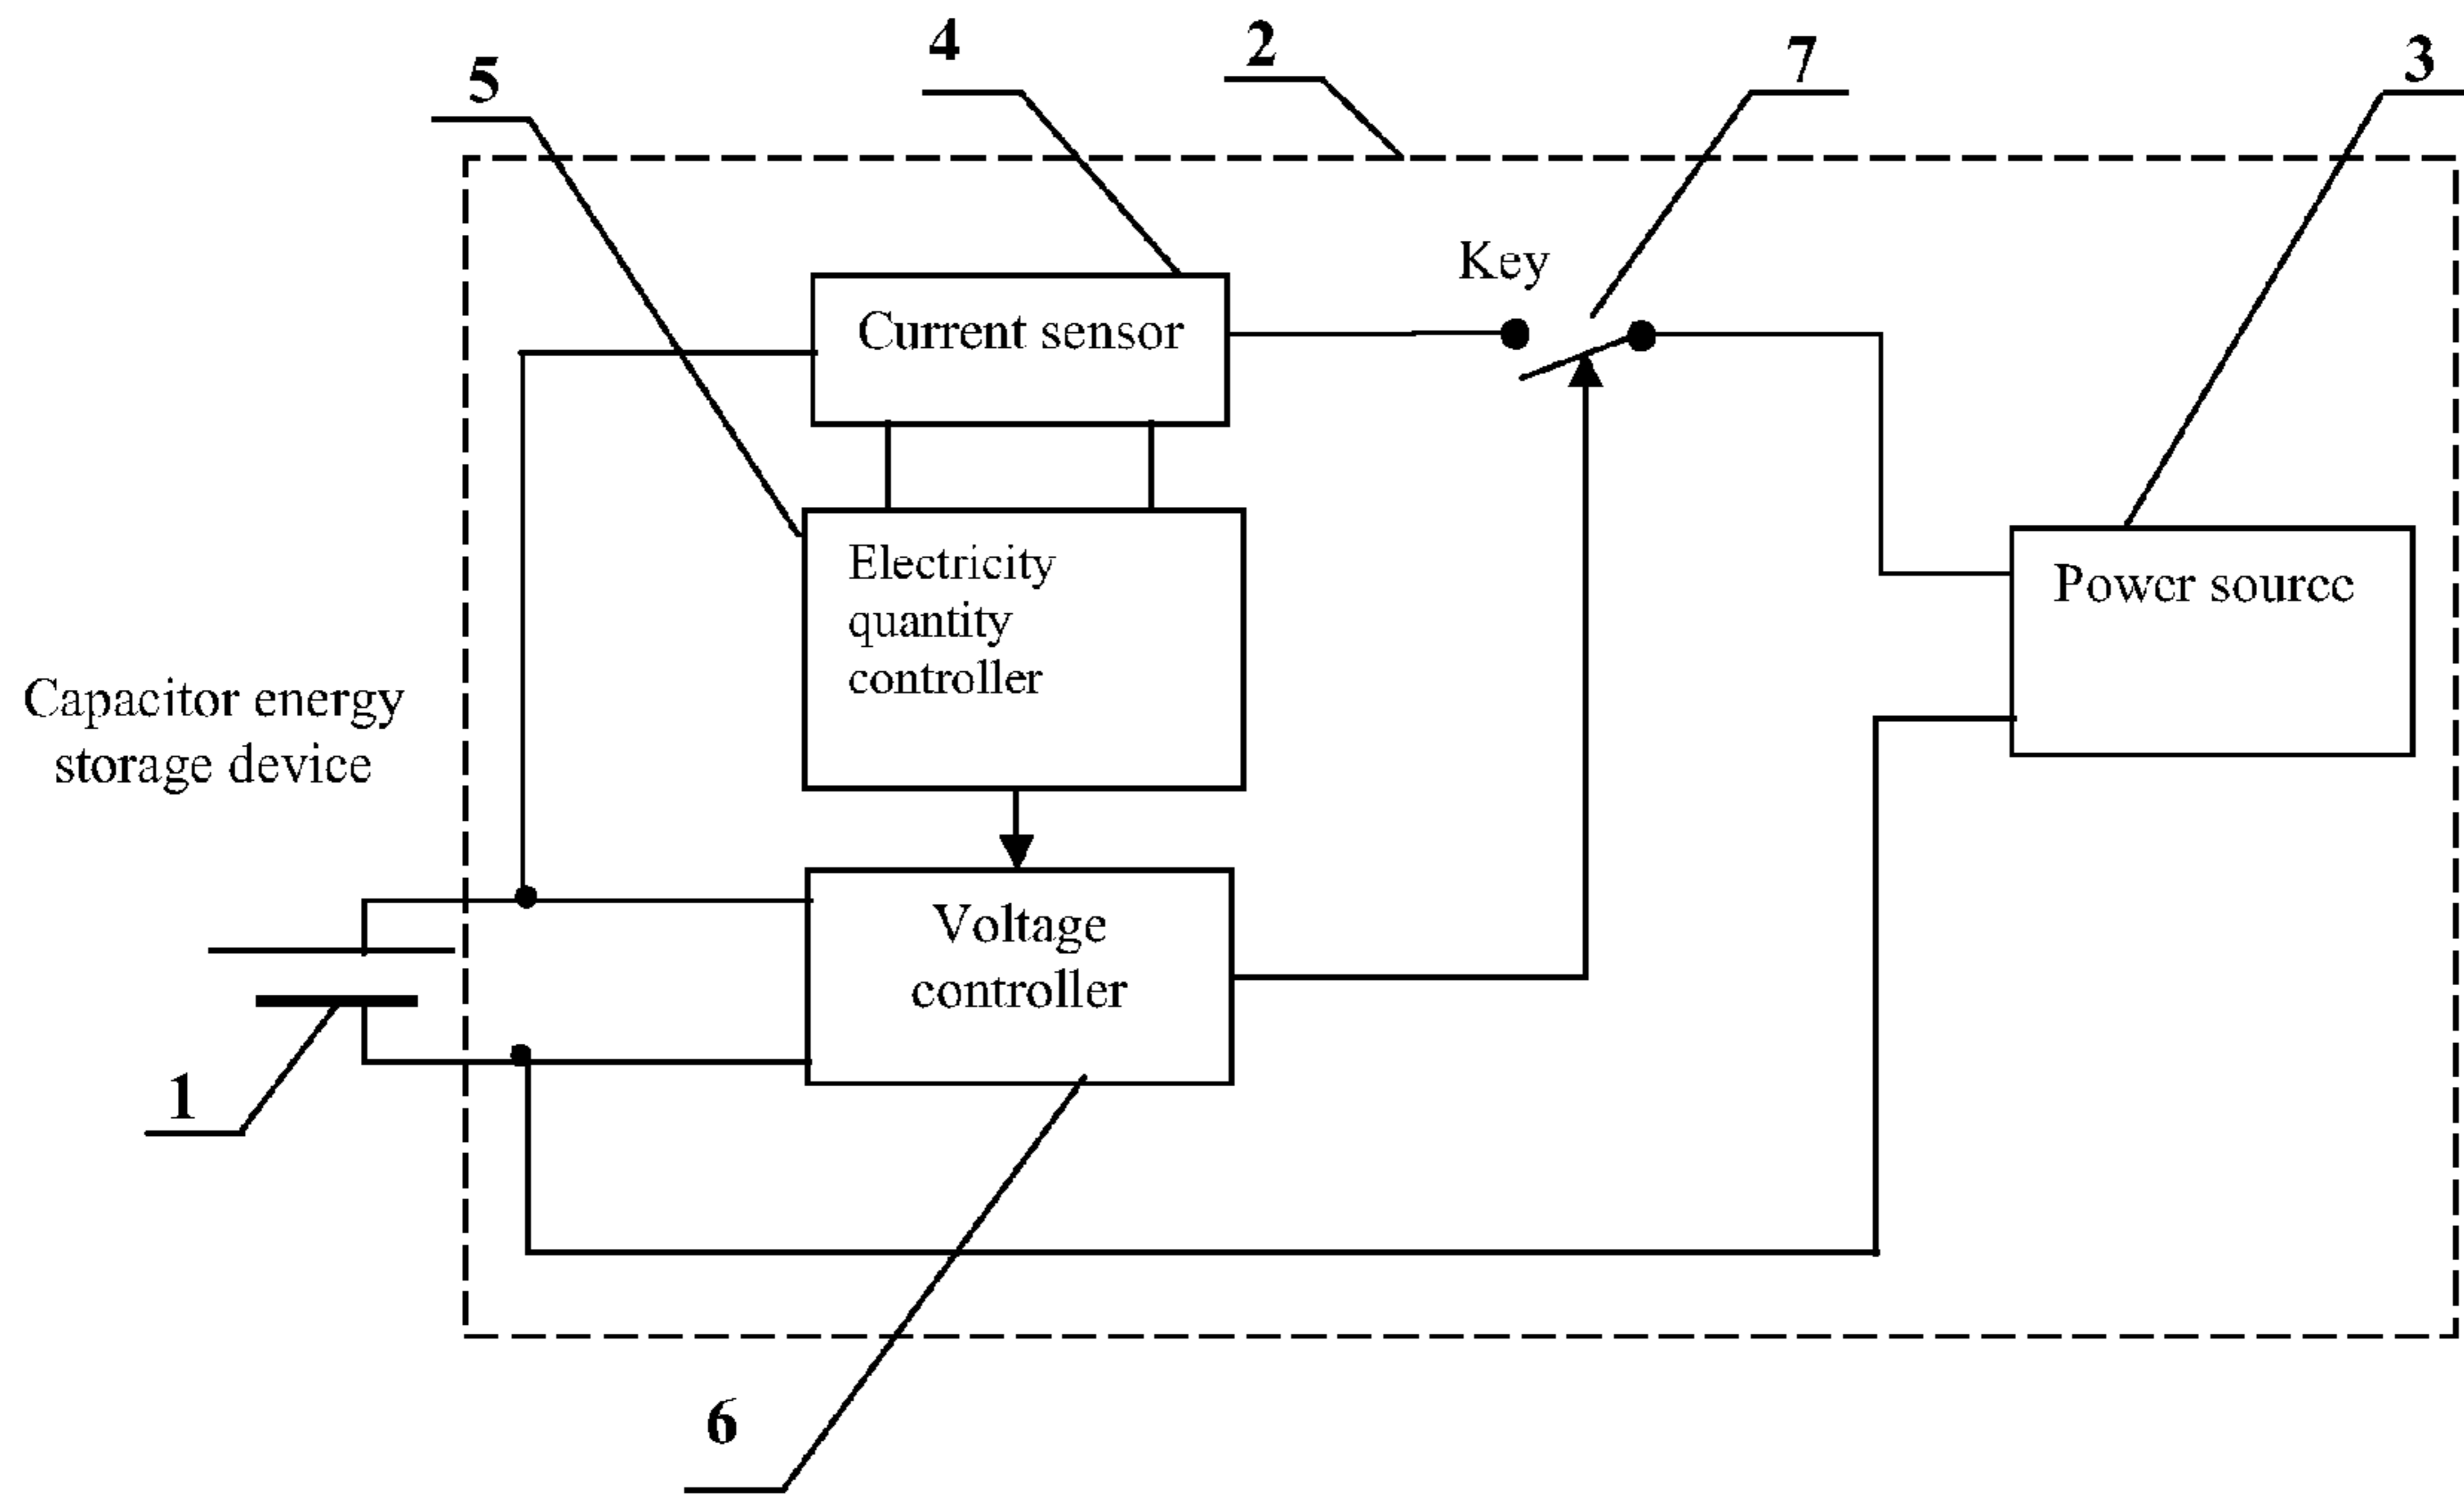 4
2
7
3
5
Key
Current sensor
Electricity
quantity
controller
Power source
Capacitor energy
storage device
Voltage
controller
1
6